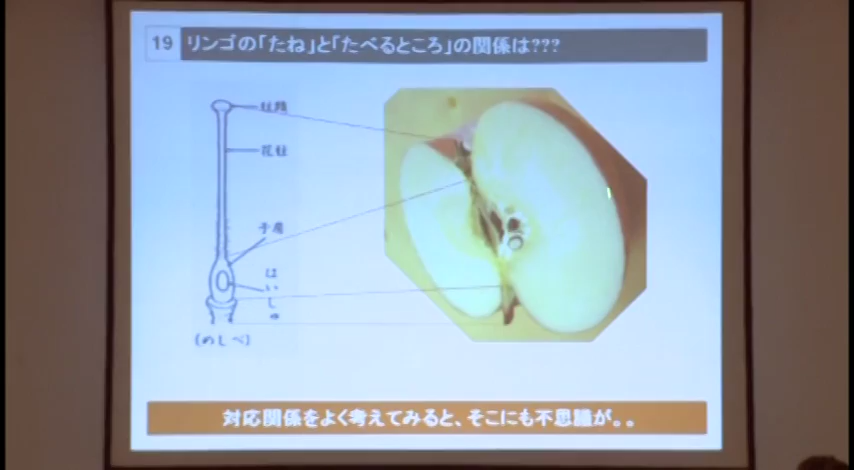 19 リンゴの「たね」と「たべるところ」の関係は???
柱頭
花柱
子房
はいしゅ
(めしべ)
対応関係をよく考えてみると、そこにも不思議が。。